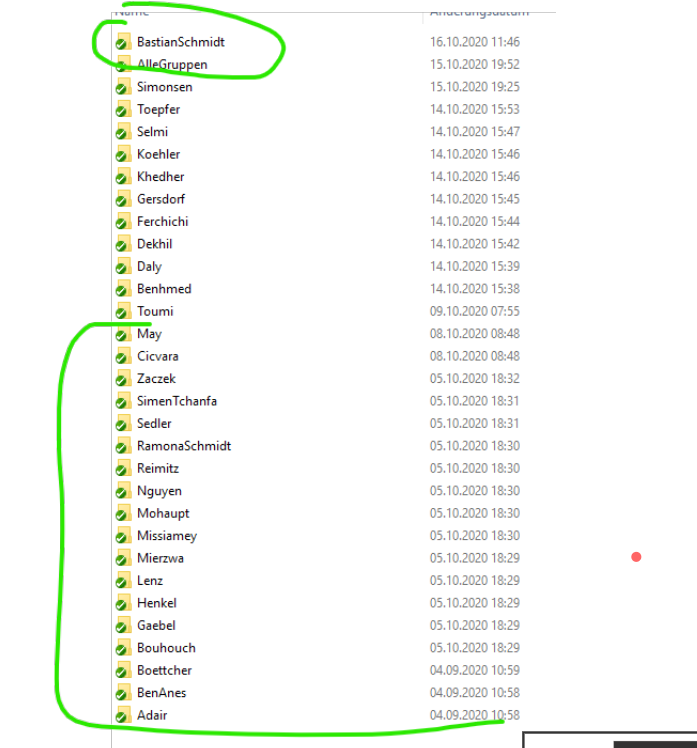 Name Änderungsdatum
BastianSchmidt 16.10.2020 11:46
AlleGruppen 15.10.2020 19:52
Simonsen 15.10.2020 19:25
Toepfer 14.10.2020 15:53
Selmi 14.10.2020 15:47
Koehler 14.10.2020 15:46
Khedher 14.10.2020 15:46
Gersdorf 14.10.2020 15:45
Ferchichi 14.10.2020 15:44
Dekhil 14.10.2020 15:42
Daly 14.10.2020 15:39
Benhmed 14.10.2020 15:38
Toumi 09.10.2020 07:55
May 08.10.2020 08:48
Cicvara 08.10.2020 08:48
Zaczek 05.10.2020 18:32
SimenTchanfa 05.10.2020 18:31
Sedler 05.10.2020 18:31
RamonaSchmidt 05.10.2020 18:30
Reimitz 05.10.2020 18:30
Nguyen 05.10.2020 18:30
Mohaupt 05.10.2020 18:30
Missiamey 05.10.2020 18:30
Mierzwa 05.10.2020 18:29
Lenz 05.10.2020 18:29
Henkel 05.10.2020 18:29
Gaebel 05.10.2020 18:29
Bouhouch 05.10.2020 18:29
Boettcher 04.09.2020 10:59
BenAnes 04.09.2020 10:58
Adair 04.09.2020 10:58